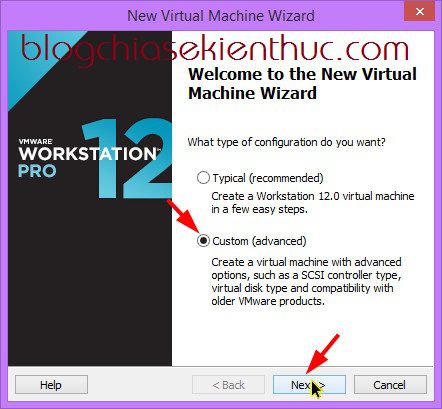 New Virtual Machine Wizard
blogchiasekienthuc.com
Welcome to the New Virtual
Machine Wizard
VMWARE
WORKSTATION™
PRO
12
What type of configuration do you want?
Typical (recommended)
Create a Workstation 12.0 virtual machine
in a few easy steps.
Custom (advanced)
Create a virtual machine with advanced
options, such as a SCSI controller type,
virtual disk type and compatibility with
older VMware products.
Help
< Back
Next >
Cancel